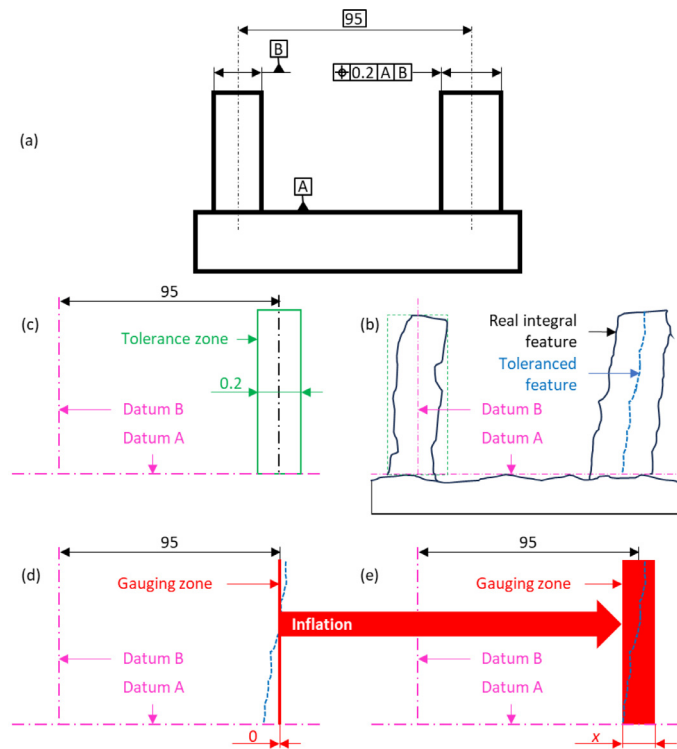 95
B
⌖ 0.2 A B
(a)
A
95
(c)
(b)
Real integral
feature
Tolerance zone
Toleranced
feature
0.2
Datum B
Datum A
Datum B
Datum A
95
95
(d)
(e)
Gauging zone
Gauging zone
Inflation
Datum B
Datum A
Datum B
Datum A
0
x